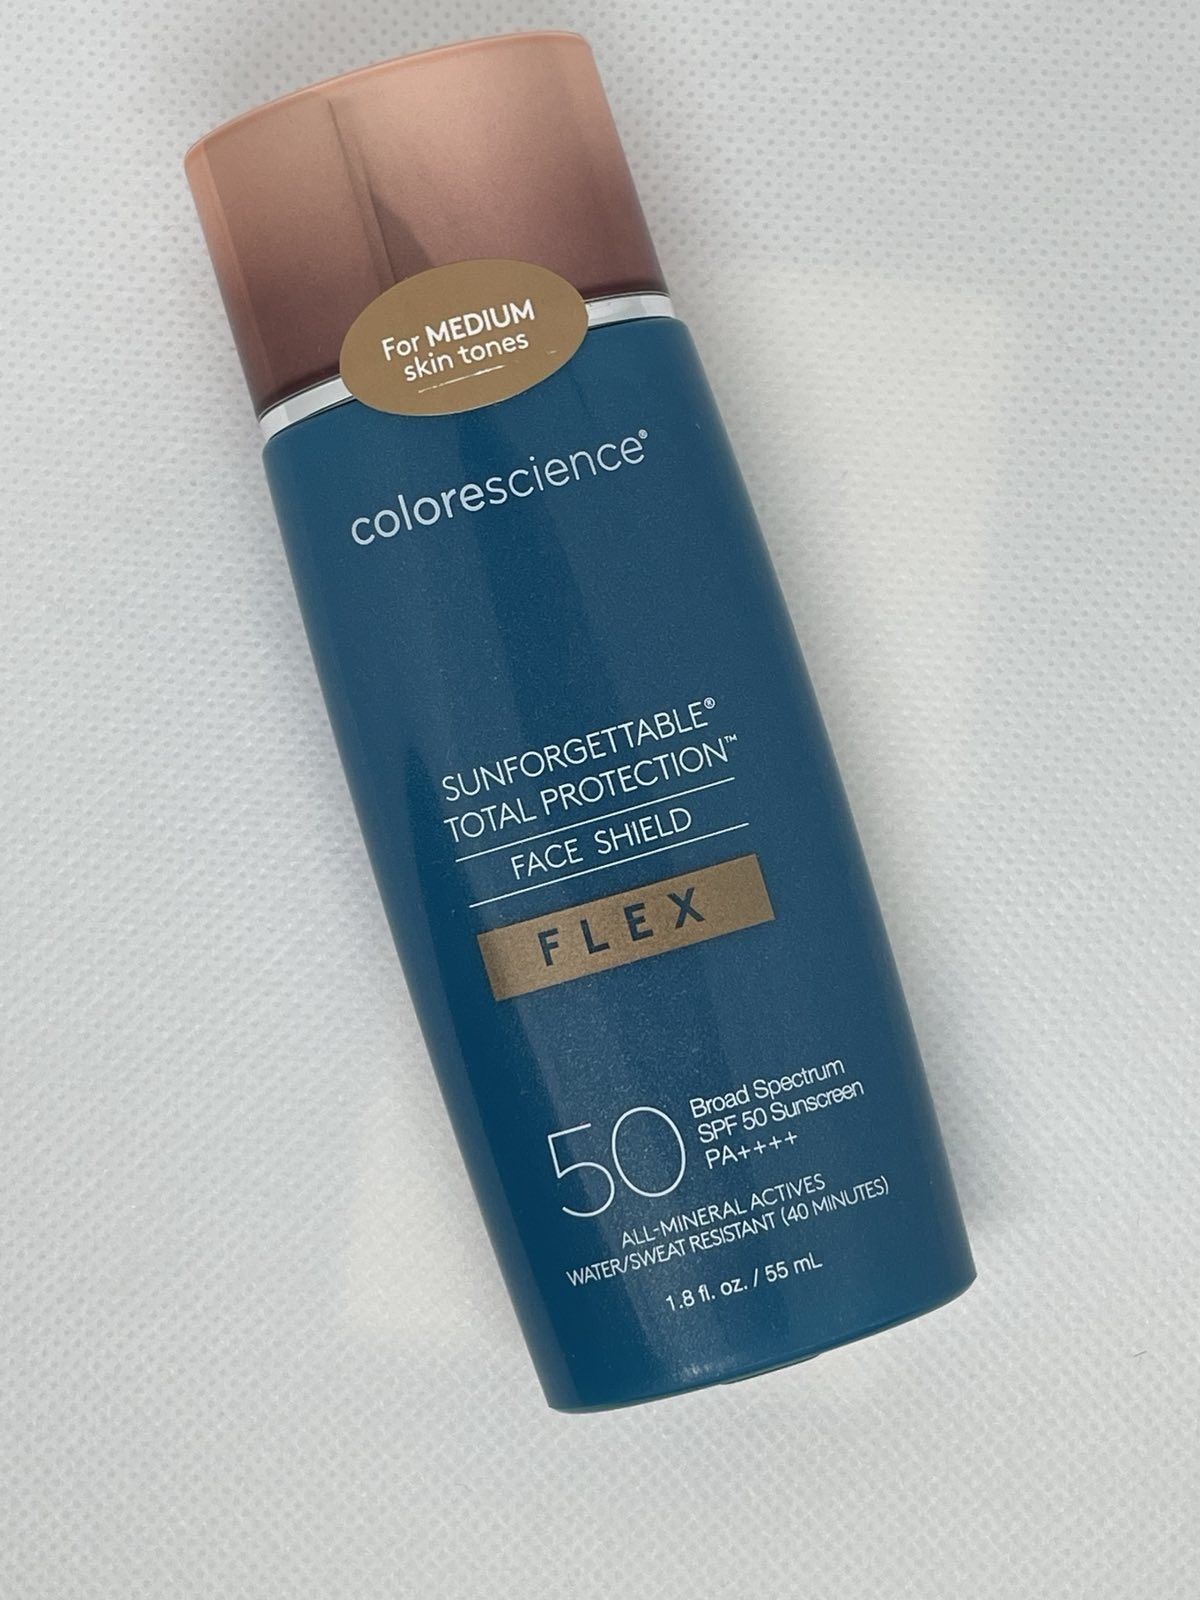 For MEDIUM
skin tones
colorescience®
SUNFORGETTABLE®
TOTAL PROTECTION™
FACE SHIELD
FLEX
50
Broad Spectrum
SPF 50 Sunscreen
PA++++
ALL-MINERAL ACTIVES
WATER/SWEAT RESISTANT (40 MINUTES)
1.8 fl. oz. / 55 mL